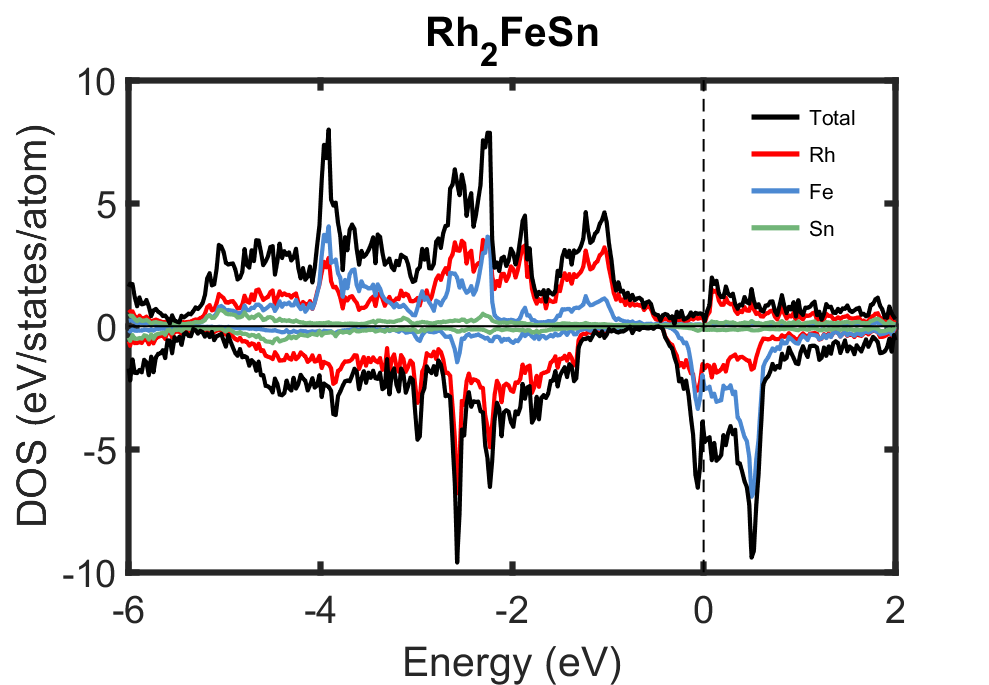 Rh₂FeSn
10
5
0
-5
-10
DOS (eV/states/atom)
Total
Rh
Fe
Sn
-6 -4 -2 0 2
Energy (eV)